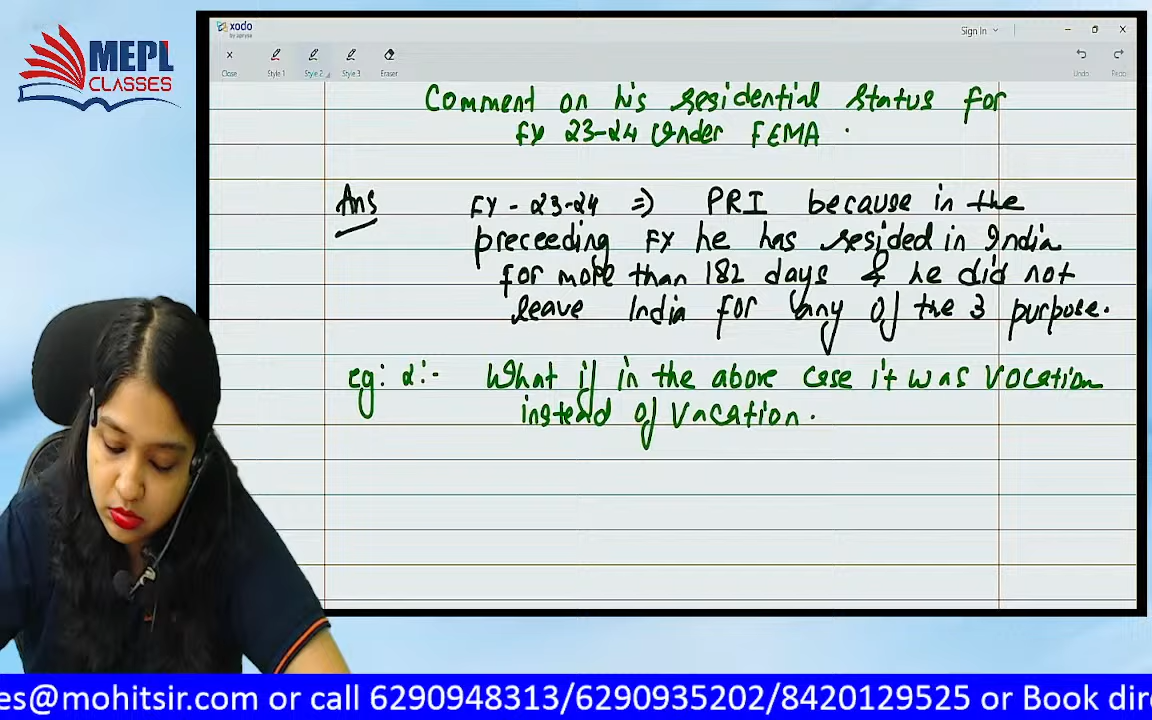 xodo
by apryse
Sign In
MEPL
CLASSES
Close
Style 1
Style 2
Style 3
Eraser
Undo
Redo
Comment on his residential status for
FY 23-24 Under FEMA.
Ans
FY - 23-24 => PRI because in the
preceeding FY he has resided in India
for more than 182 days & he did not
leave India for any of the 3 purpose.
eg: 2:- What if in the above case it was Vocation
instead of Vacation.
es@mohitsir.com or call 6290948313/6290935202/8420129525 or Book dire